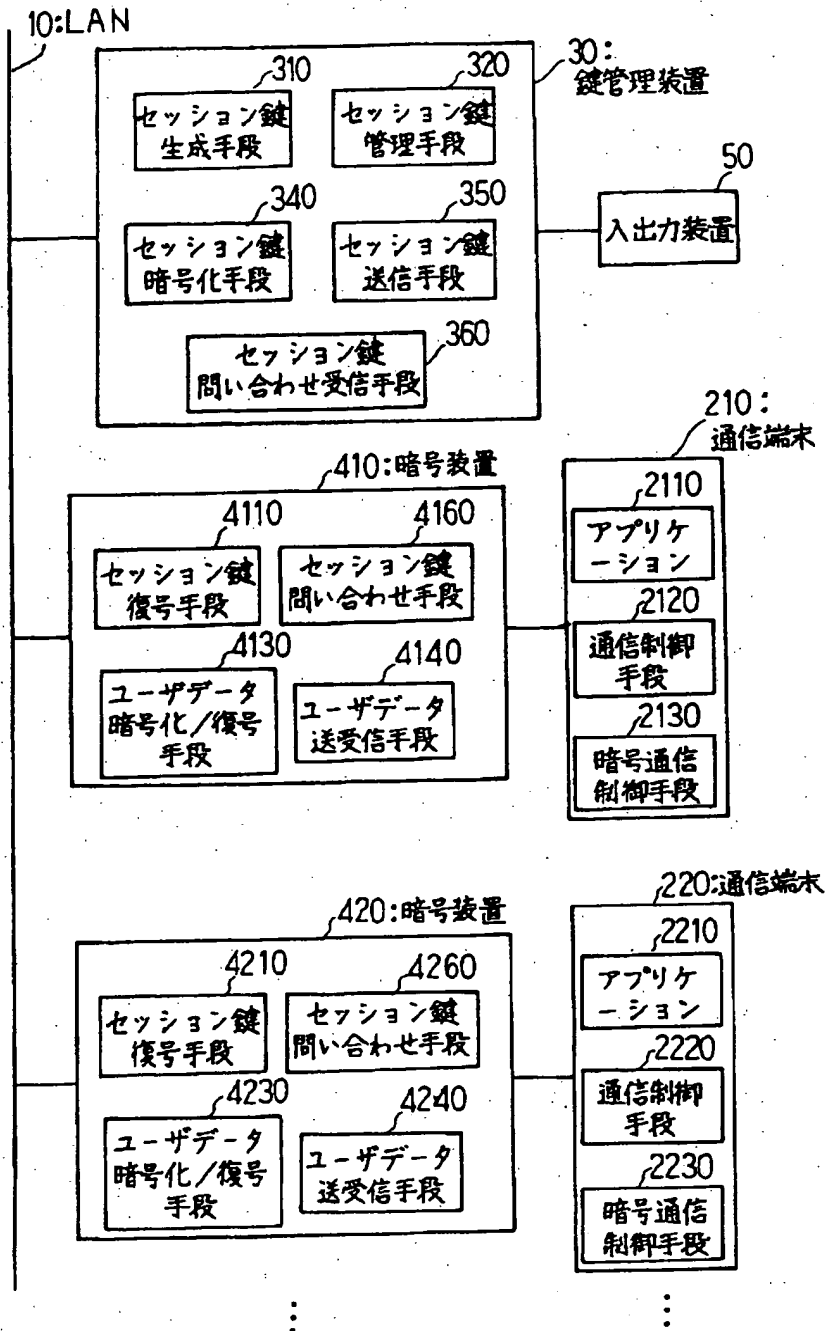 10:LAN
30:
鍵管理装置
310
セッション鍵
生成手段
320
セッション鍵
管理手段
340
セッション鍵
暗号化手段
350
セッション鍵
送信手段
360
セッション鍵
問い合わせ受信手段
50
入出力装置
410:暗号装置
4110
セッション鍵
復号手段
4160
セッション鍵
問い合わせ手段
4130
ユーザデータ
暗号化/復号
手段
4140
ユーザデータ
送受信手段
210:
通信端末
2110
アプリケ
ーション
2120
通信制御
手段
2130
暗号通信
制御手段
420:暗号装置
4210
セッション鍵
復号手段
4260
セッション鍵
問い合わせ手段
4230
ユーザデータ
暗号化/復号
手段
4240
ユーザデータ
送受信手段
220:通信端末
2210
アプリケ
ーション
2220
通信制御
手段
2230
暗号通信
制御手段